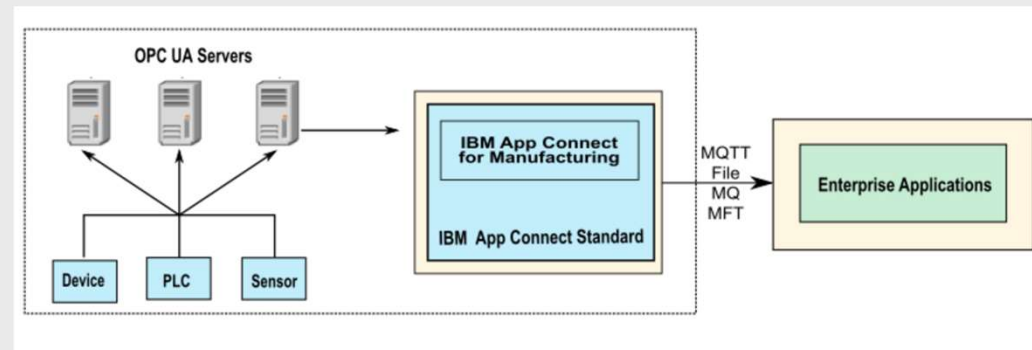 OPC UA Servers
IBM App Connect
for Manufacturing
IBM App Connect Standard
Device
PLC
Sensor
MQTT
File
MQ
MFT
Enterprise Applications